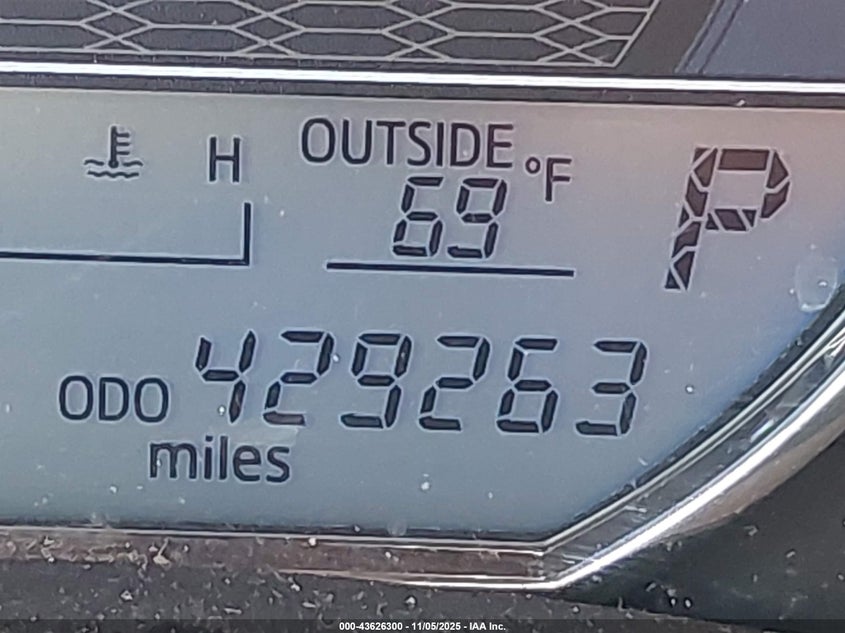 H
OUTSIDE
69 °F
P
ODO 429263
miles
000-43626300 - 11/05/2025 - IAA Inc.